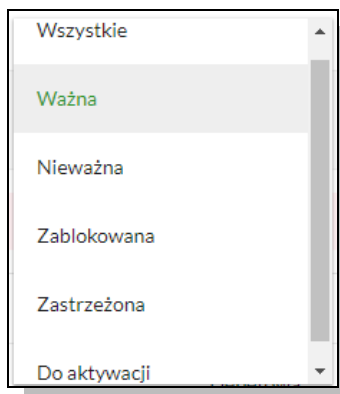 Wszystkie
Ważna
Nieważna
Zablokowana
Zastrzeżona
Do aktywacji